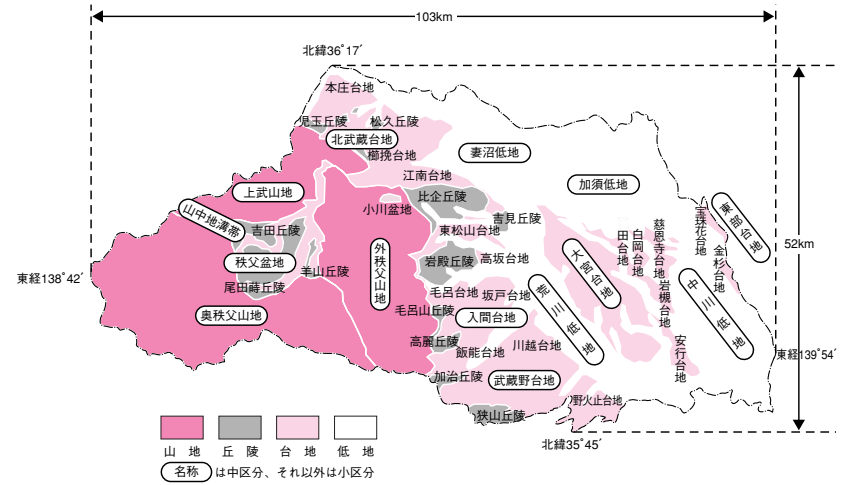 103km
北緯36°17′
本庄台地
児玉丘陵
松久丘陵
北武蔵台地
櫛挽台地
妻沼低地
江南台地
加須低地
上武山地
比企丘陵
小川盆地
山中地溝帯
吉田丘陵
吉見丘陵
東松山台地
宝珠花台地
東部台地
慈恩寺台地
白岡台地
田台地
金杉台地
52km
秩父盆地
羊山丘陵
外秩父山地
岩殿丘陵
高坂台地
大宮台地
岩槻台地
中川低地
東経138°42′
尾田蒔丘陵
毛呂台地
坂戸台地
荒川低地
奥秩父山地
毛呂山丘陵
入間台地
高麗丘陵
飯能台地
川越台地
安行台地
東経139°54′
加治丘陵
武蔵野台地
野火止台地
狭山丘陵
北緯35°45′
山地
丘陵
台地
低地
名称 は中区分、それ以外は小区分